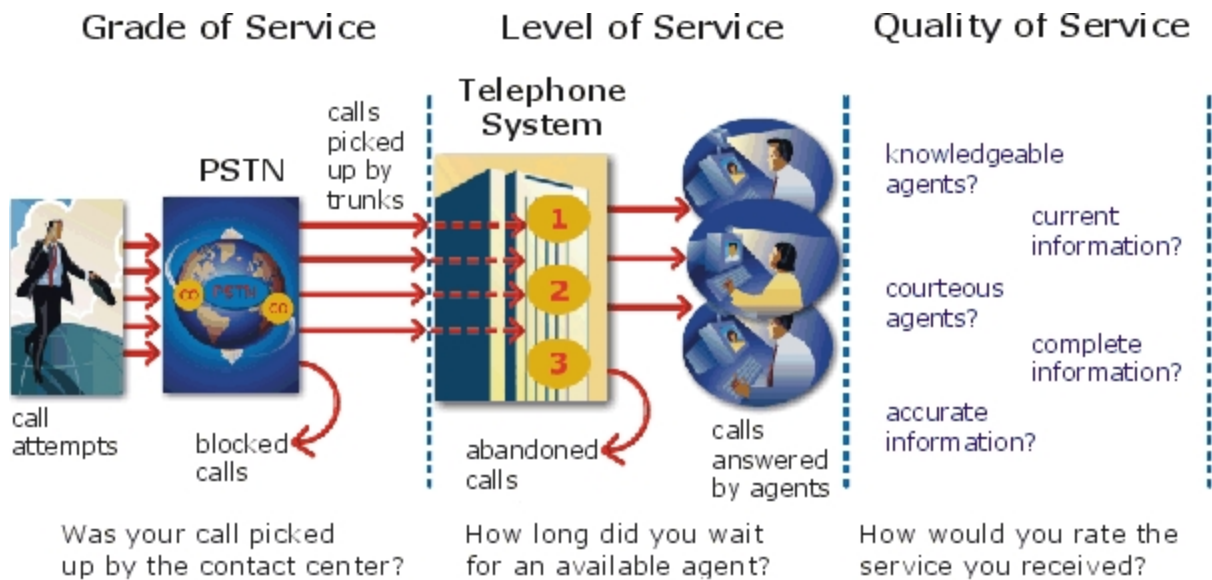 Grade of Service
Level of Service
Quality of Service
calls
picked
up by
trunks
PSTN
CO
PSTN
CO
call
attempts
blocked
calls
Telephone
System
1
2
3
abandoned
calls
calls
answered
by agents
knowledgeable
agents?
current
information?
courteous
agents?
complete
information?
accurate
information?
Was your call picked
up by the contact center?
How long did you wait
for an available agent?
How would you rate the
service you received?